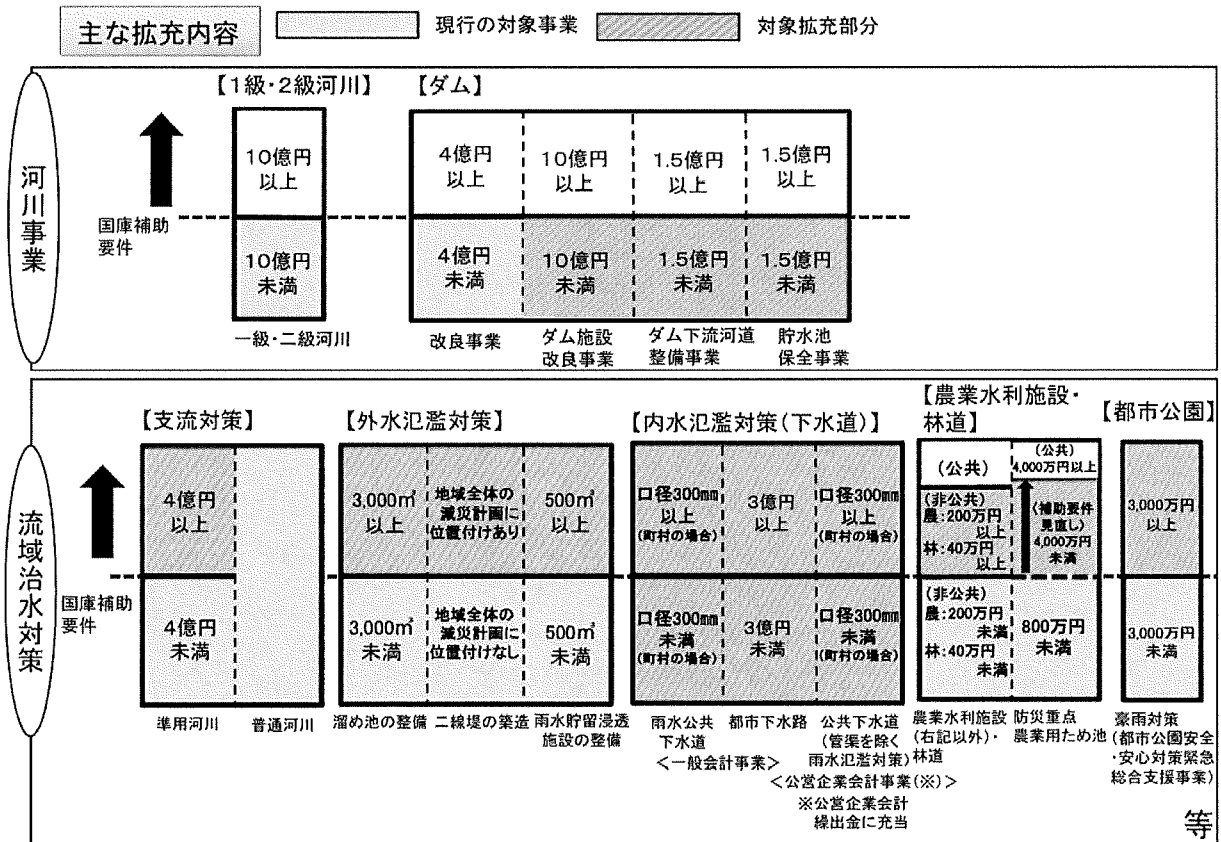 主な拡充内容
現行の対象事業
対象拡充部分
河川事業
国庫補助
要件
【1級・2級河川】
10億円
以上
10億円
未満
一級・二級河川
【ダム】
4億円
以上
10億円
以上
1.5億円
以上
1.5億円
以上
4億円
未満
10億円
未満
1.5億円
未満
1.5億円
未満
改良事業
ダム施設
改良事業
ダム下流河道
整備事業
貯水池
保全事業
流域治水対策
国庫補助
要件
【支流対策】
4億円
以上
4億円
未満
準用河川
普通河川
【外水氾濫対策】
3,000㎥
以上
地域全体の
減災計画に
位置付けあり
500㎥
以上
3,000㎥
未満
地域全体の
減災計画に
位置付けなし
500㎥
未満
溜め池の整備
二線堤の築造
雨水貯留浸透
施設の整備
【内水氾濫対策(下水道)】
口径300mm
以上
(町村の場合)
3億円
以上
口径300mm
以上
(町村の場合)
口径300mm
未満
(町村の場合)
3億円
未満
口径300mm
未満
(町村の場合)
雨水公共
下水道
都市下水路
公共下水道
(管渠を除く
雨水氾濫対策)
<一般会計事業>
<公営企業会計事業(※)>
※公営企業会計
繰出金に充当
【農業水利施設・
林道】
(公共)
(非公共)
農:200万円
以上
林:40万円
以上
(公共)
4,000万円以上
(補助要件
見直し)
4,000万円
未満
(非公共)
農:200万円
未満
林:40万円
未満
800万円
未満
農業水利施設
(右記以外)・
林道
防災重点
農業用ため池
【都市公園】
3,000万円
以上
3,000万円
未満
豪雨対策
(都市公園安全
・安心対策緊急
総合支援事業)
等